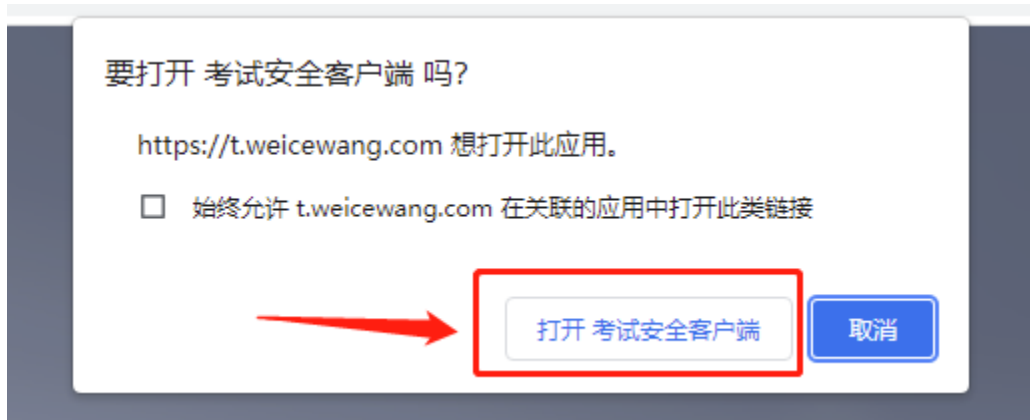 要打开 考试安全客户端 吗？
https://t.weicewang.com 想打开此应用。
始终允许 t.weicewang.com 在关联的应用中打开此类链接
打开 考试安全客户端
取消